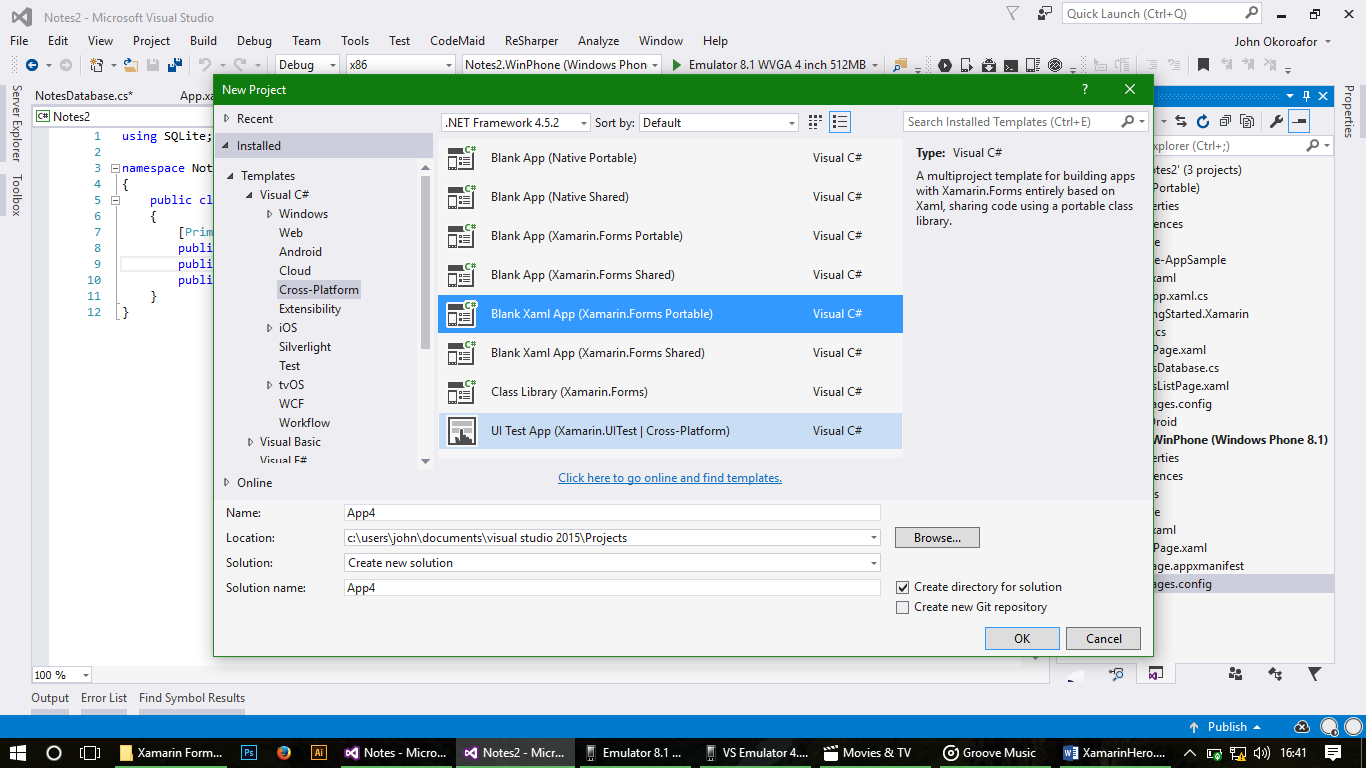 Notes2 - Microsoft Visual Studio
Quick Launch (Ctrl+Q)
File Edit View Project Build Debug Team Tools Test CodeMaid ReSharper Analyze Window Help
John Okoroafor
Debug x86 Notes2.WinPhone (Windows Phon Emulator 8.1 WVGA 4 inch 512MB
Server Explorer
Toolbox
Properties
NotesDatabase.cs* App.xa
C# Notes2
1 using SQLite;
2
3 namespace Not
4 {
5 public cl
6 {
7 [Prim
8 publi
9 publi
10 publi
11 }
12 }
100 %
New Project
?
Recent
Installed
Templates
Visual C#
Windows
Web
Android
Cloud
Cross-Platform
Extensibility
iOS
Silverlight
Test
tvOS
WCF
Workflow
Visual Basic
Visual F#
Online
.NET Framework 4.5.2 Sort by: Default
Search Installed Templates (Ctrl+E)
Blank App (Native Portable) Visual C#
Blank App (Native Shared) Visual C#
Blank App (Xamarin.Forms Portable) Visual C#
Blank App (Xamarin.Forms Shared) Visual C#
Blank Xaml App (Xamarin.Forms Portable) Visual C#
Blank Xaml App (Xamarin.Forms Shared) Visual C#
Class Library (Xamarin.Forms) Visual C#
UI Test App (Xamarin.UITest | Cross-Platform) Visual C#
Click here to go online and find templates.
Type: Visual C#
A multiproject template for building apps
with Xamarin.Forms entirely based on
Xaml, sharing code using a portable class
library.
Name: App4
Location: c:\users\john\documents\visual studio 2015\Projects
Browse...
Solution: Create new solution
Solution name: App4
Create directory for solution
Create new Git repository
OK Cancel
xplorer (Ctrl+;)
otes2' (3 projects)
Portable)
erties
ences
e
e-AppSample
xaml
pp.xaml.cs
ngStarted.Xamarin
.cs
Page.xaml
sDatabase.cs
sListPage.xaml
ages.config
Droid
WinPhone (Windows Phone 8.1)
erties
ences
s
e
xaml
Page.xaml
age.appxmanifest
ages.config
Output Error List Find Symbol Results
Publish
Xamarin Form... Ps Ai Notes - Micro... Notes2 - Micr... Emulator 8.1 ... VS Emulator 4.... Movies & TV Groove Music XamarinHero.... 16:41